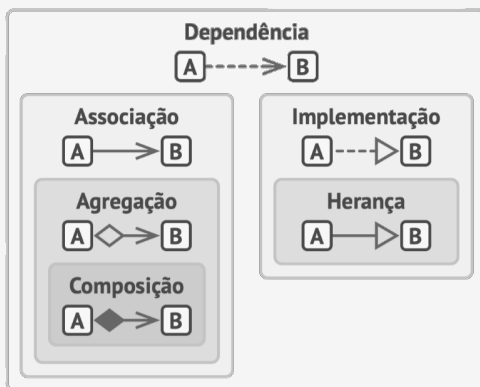 Dependência
A B
Associação
A B
Agregação
A B
Composição
A B
Implementação
A B
Herança
A B